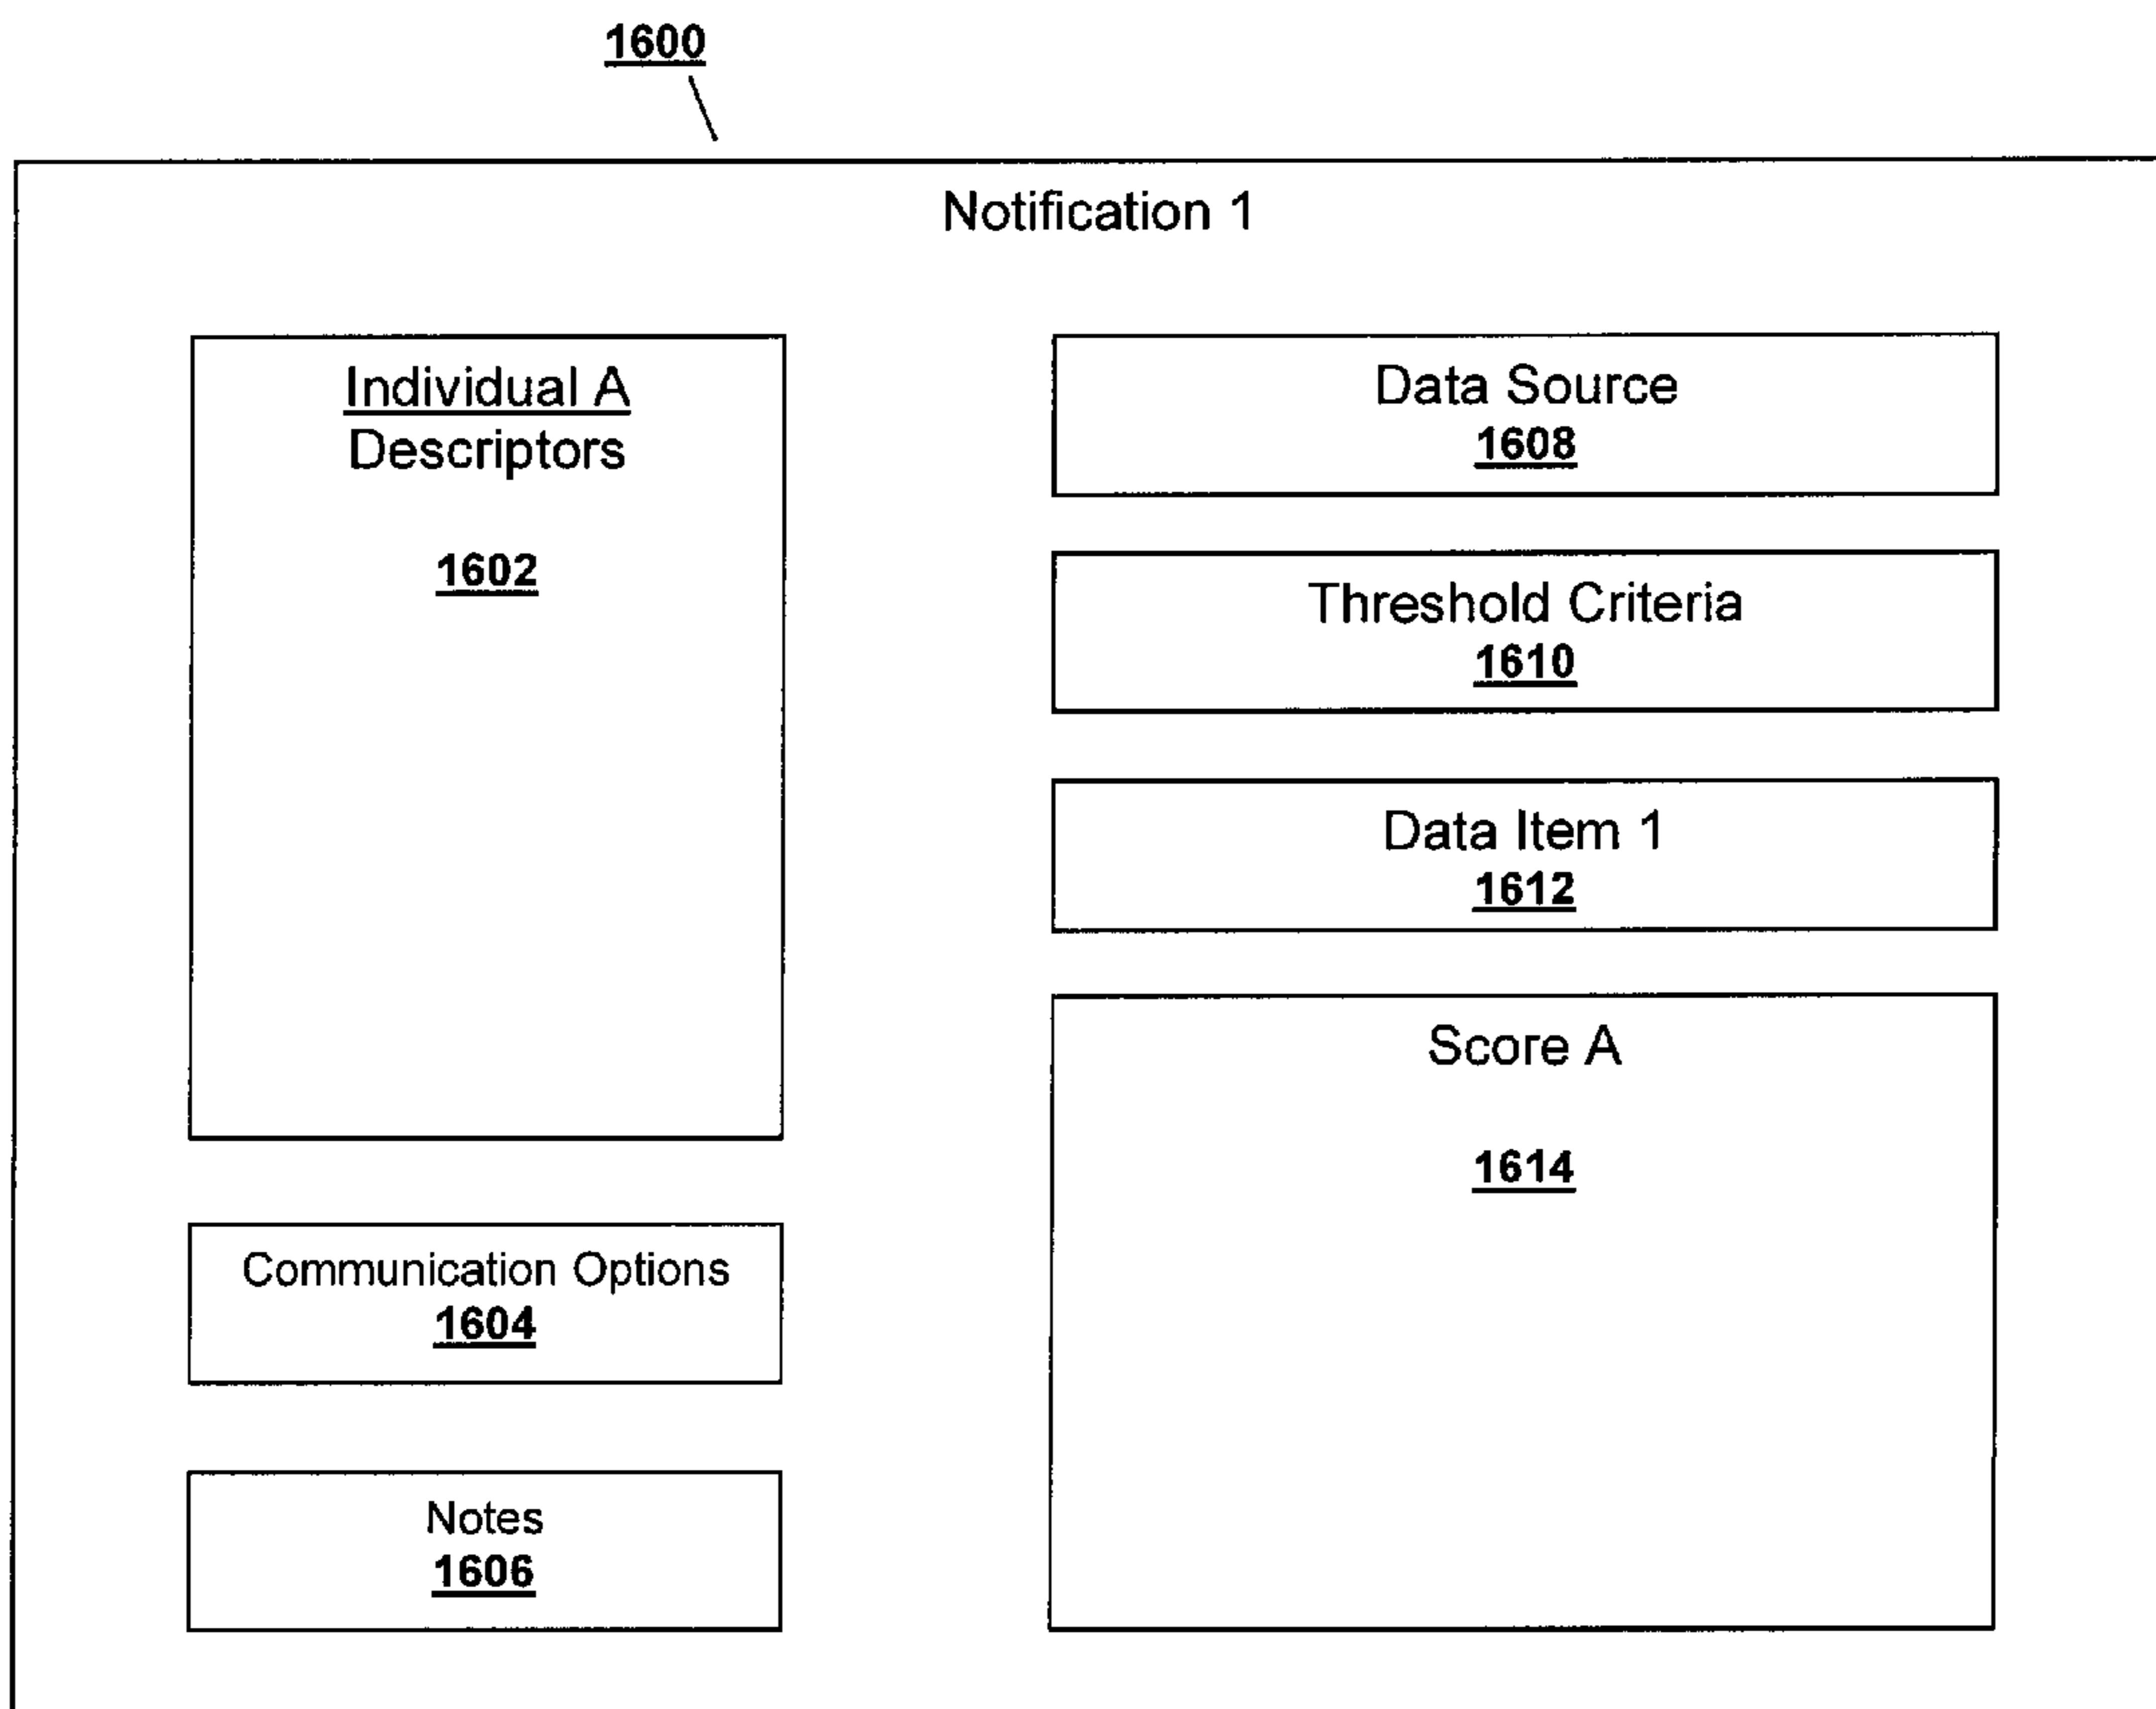 1600
Notification 1
Individual A
Descriptors
1602
Communication Options
1604
Notes
1606
Data Source
1608
Threshold Criteria
1610
Data Item 1
1612
Score A
1614